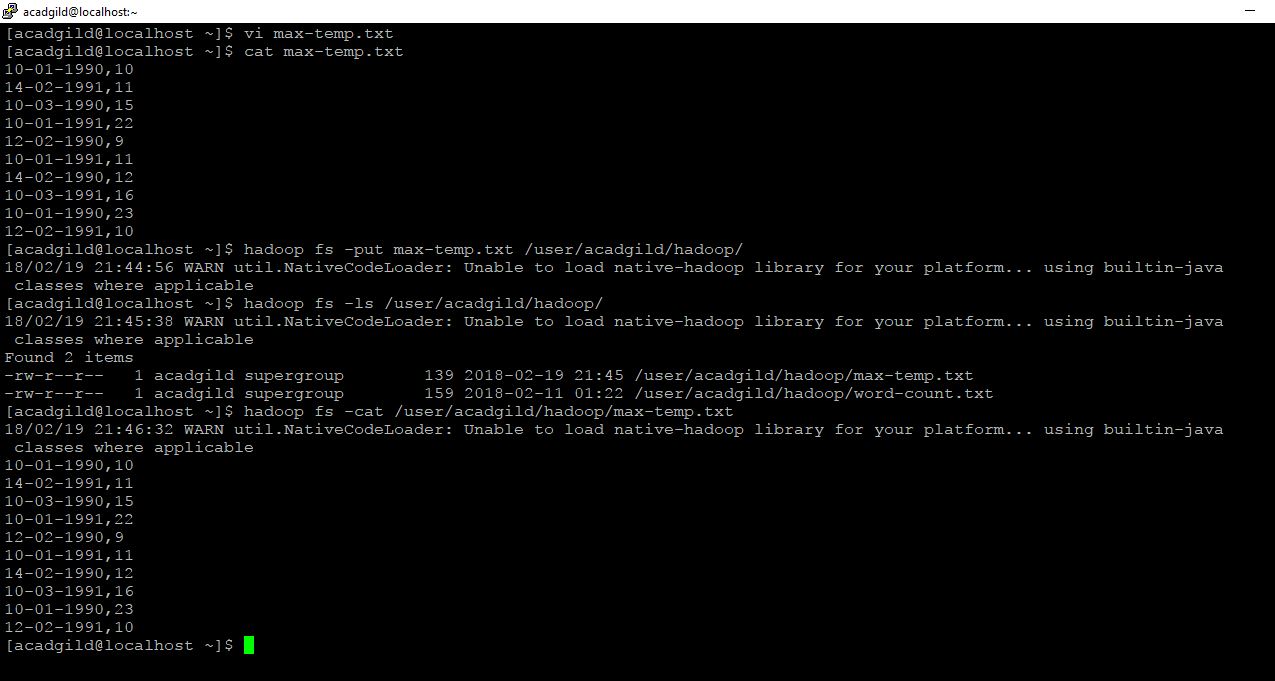 acadgild@localhost:~
[acadgild@localhost ~]$ vi max-temp.txt
[acadgild@localhost ~]$ cat max-temp.txt
10-01-1990,10
14-02-1991,11
10-03-1990,15
10-01-1991,22
12-02-1990,9
10-01-1991,11
14-02-1990,12
10-03-1991,16
10-01-1990,23
12-02-1991,10
[acadgild@localhost ~]$ hadoop fs -put max-temp.txt /user/acadgild/hadoop/
18/02/19 21:44:56 WARN util.NativeCodeLoader: Unable to load native-hadoop library for your platform... using builtin-java
 classes where applicable
[acadgild@localhost ~]$ hadoop fs -ls /user/acadgild/hadoop/
18/02/19 21:45:38 WARN util.NativeCodeLoader: Unable to load native-hadoop library for your platform... using builtin-java
 classes where applicable
Found 2 items
-rw-r--r--   1 acadgild supergroup        139 2018-02-19 21:45 /user/acadgild/hadoop/max-temp.txt
-rw-r--r--   1 acadgild supergroup        159 2018-02-11 01:22 /user/acadgild/hadoop/word-count.txt
[acadgild@localhost ~]$ hadoop fs -cat /user/acadgild/hadoop/max-temp.txt
18/02/19 21:46:32 WARN util.NativeCodeLoader: Unable to load native-hadoop library for your platform... using builtin-java
 classes where applicable
10-01-1990,10
14-02-1991,11
10-03-1990,15
10-01-1991,22
12-02-1990,9
10-01-1991,11
14-02-1990,12
10-03-1991,16
10-01-1990,23
12-02-1991,10
[acadgild@localhost ~]$